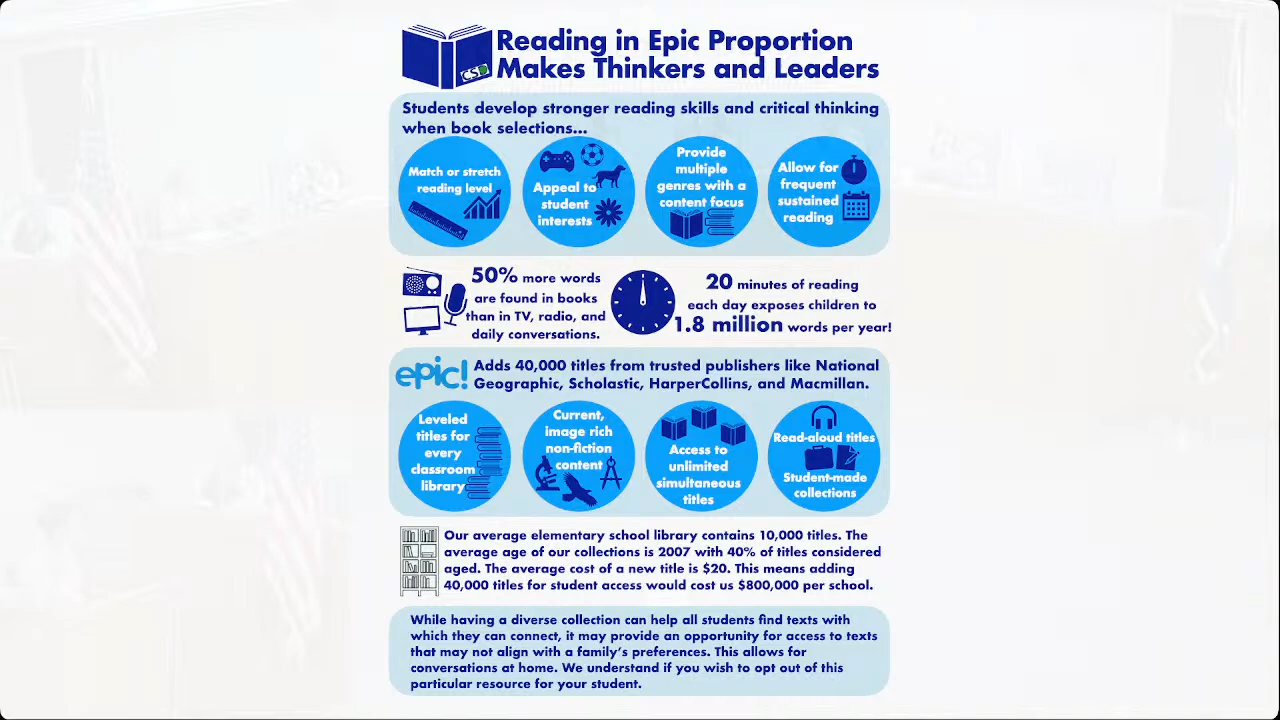 Reading in Epic Proportion
Makes Thinkers and Leaders
CSD
Students develop stronger reading skills and critical thinking
when book selections...
Match or stretch
reading level
Appeal to
student
interests
Provide
multiple
genres with a
content focus
Allow for
frequent
sustained
reading
50% more words
are found in books
than in TV, radio, and
daily conversations.
20 minutes of reading
each day exposes children to
1.8 million words per year!
epic!
Adds 40,000 titles from trusted publishers like National
Geographic, Scholastic, HarperCollins, and Macmillan.
Leveled
titles for
every
classroom
library
Current,
image rich
non-fiction
content
Access to
unlimited
simultaneous
titles
Read-aloud titles
Student-made
collections
Our average elementary school library contains 10,000 titles. The
average age of our collections is 2007 with 40% of titles considered
aged. The average cost of a new title is $20. This means adding
40,000 titles for student access would cost us $800,000 per school.
While having a diverse collection can help all students find texts with
which they can connect, it may provide an opportunity for access to texts
that may not align with a family's preferences. This allows for
conversations at home. We understand if you wish to opt out of this
particular resource for your student.